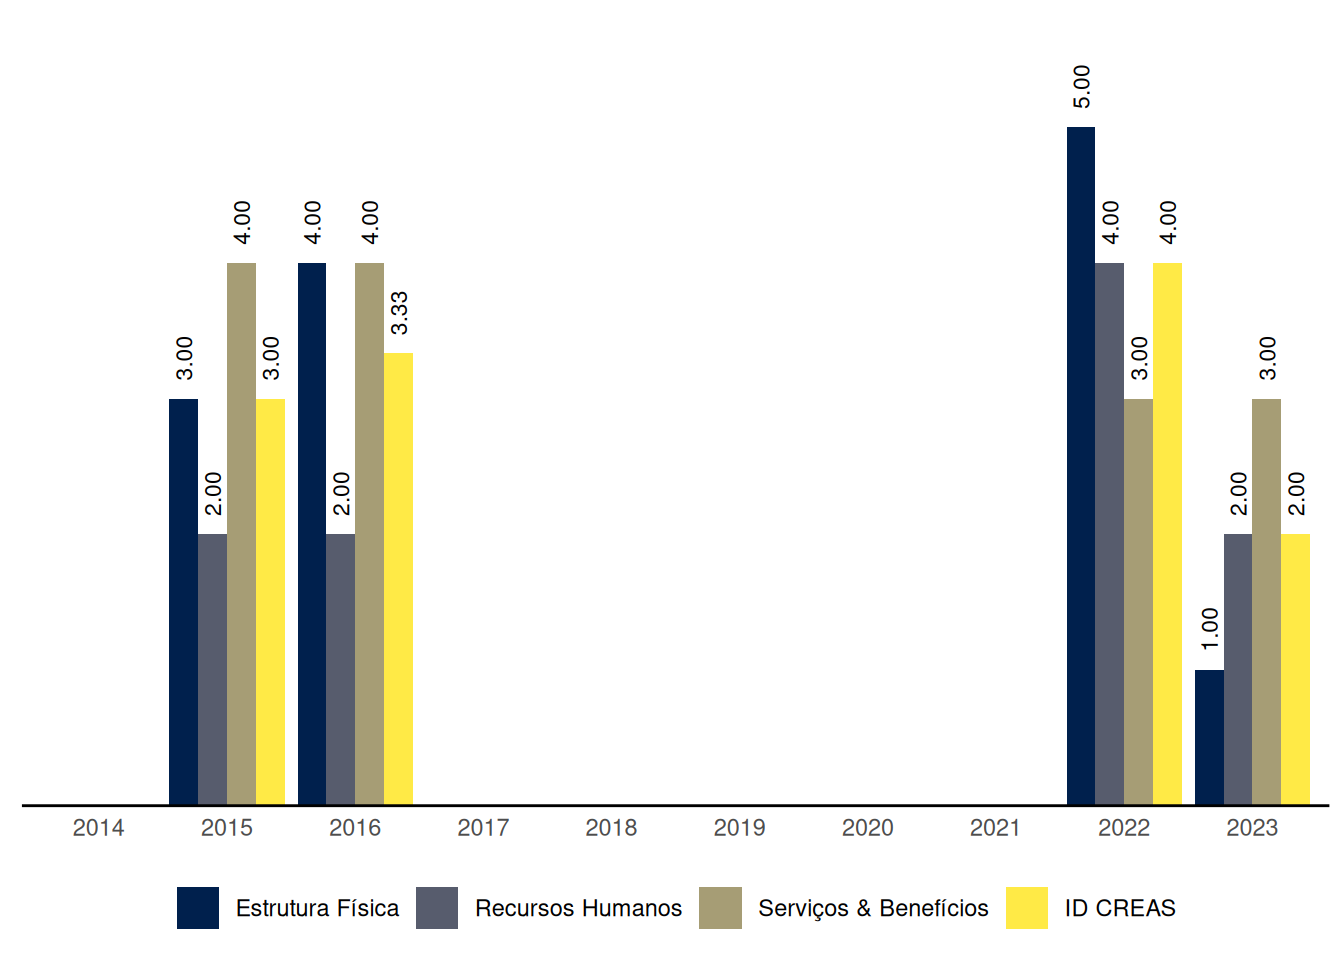 5.00
4.00 4.00 4.00 4.00 4.00
3.33
3.00 3.00 3.00 3.00
2.00 2.00 2.00 2.00
1.00
2014 2015 2016 2017 2018 2019 2020 2021 2022 2023
Estrutura Física Recursos Humanos Serviços & Benefícios ID CREAS